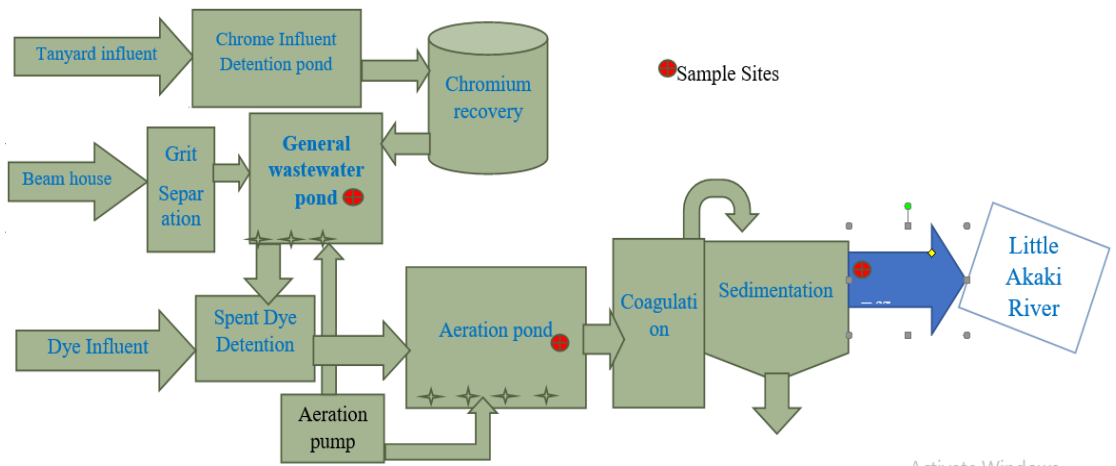 Tanyard influent
Chrome Influent
Detention pond
Chromium
recovery
Sample Sites
Beam house
Grit
Separ
ation
General
wastewater
pond
Dye Influent
Spent Dye
Detention
Aeration pond
Aeration
pump
Coagulati
on
Sedimentation
Little
Akaki
River